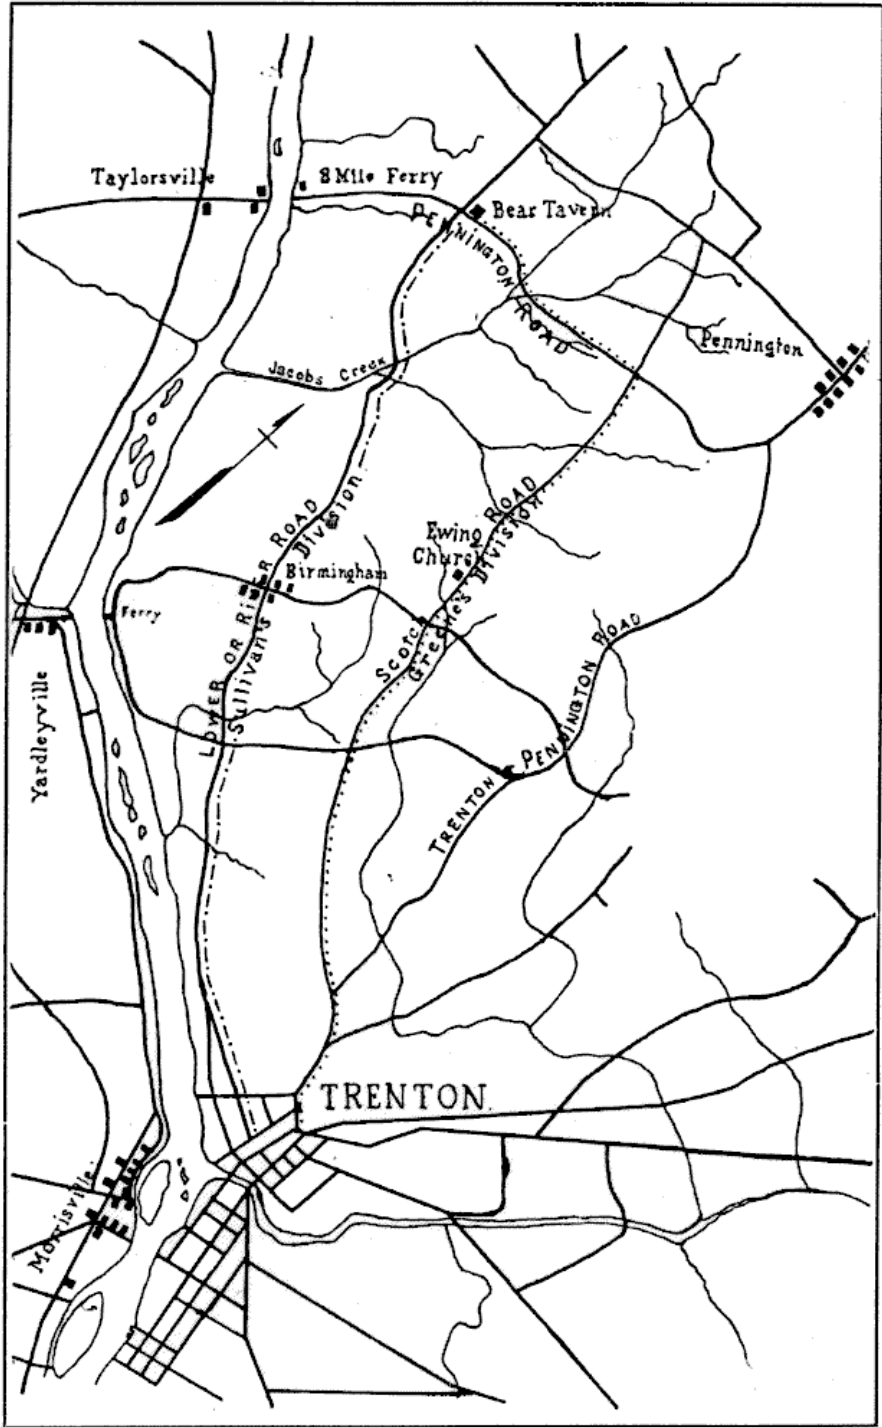 Taylorsville
8 Mile Ferry
Bear Tavern
PENNINGTON ROAD
Pennington
Jacobs Creek
LOWER OR RIVER ROAD
Sullivan's Division
Birmingham
Ewing
Church
Scotch ROAD
Greene's Division
Ferry
Yardleyville
TRENTON PENNINGTON ROAD
TRENTON
Morrisville